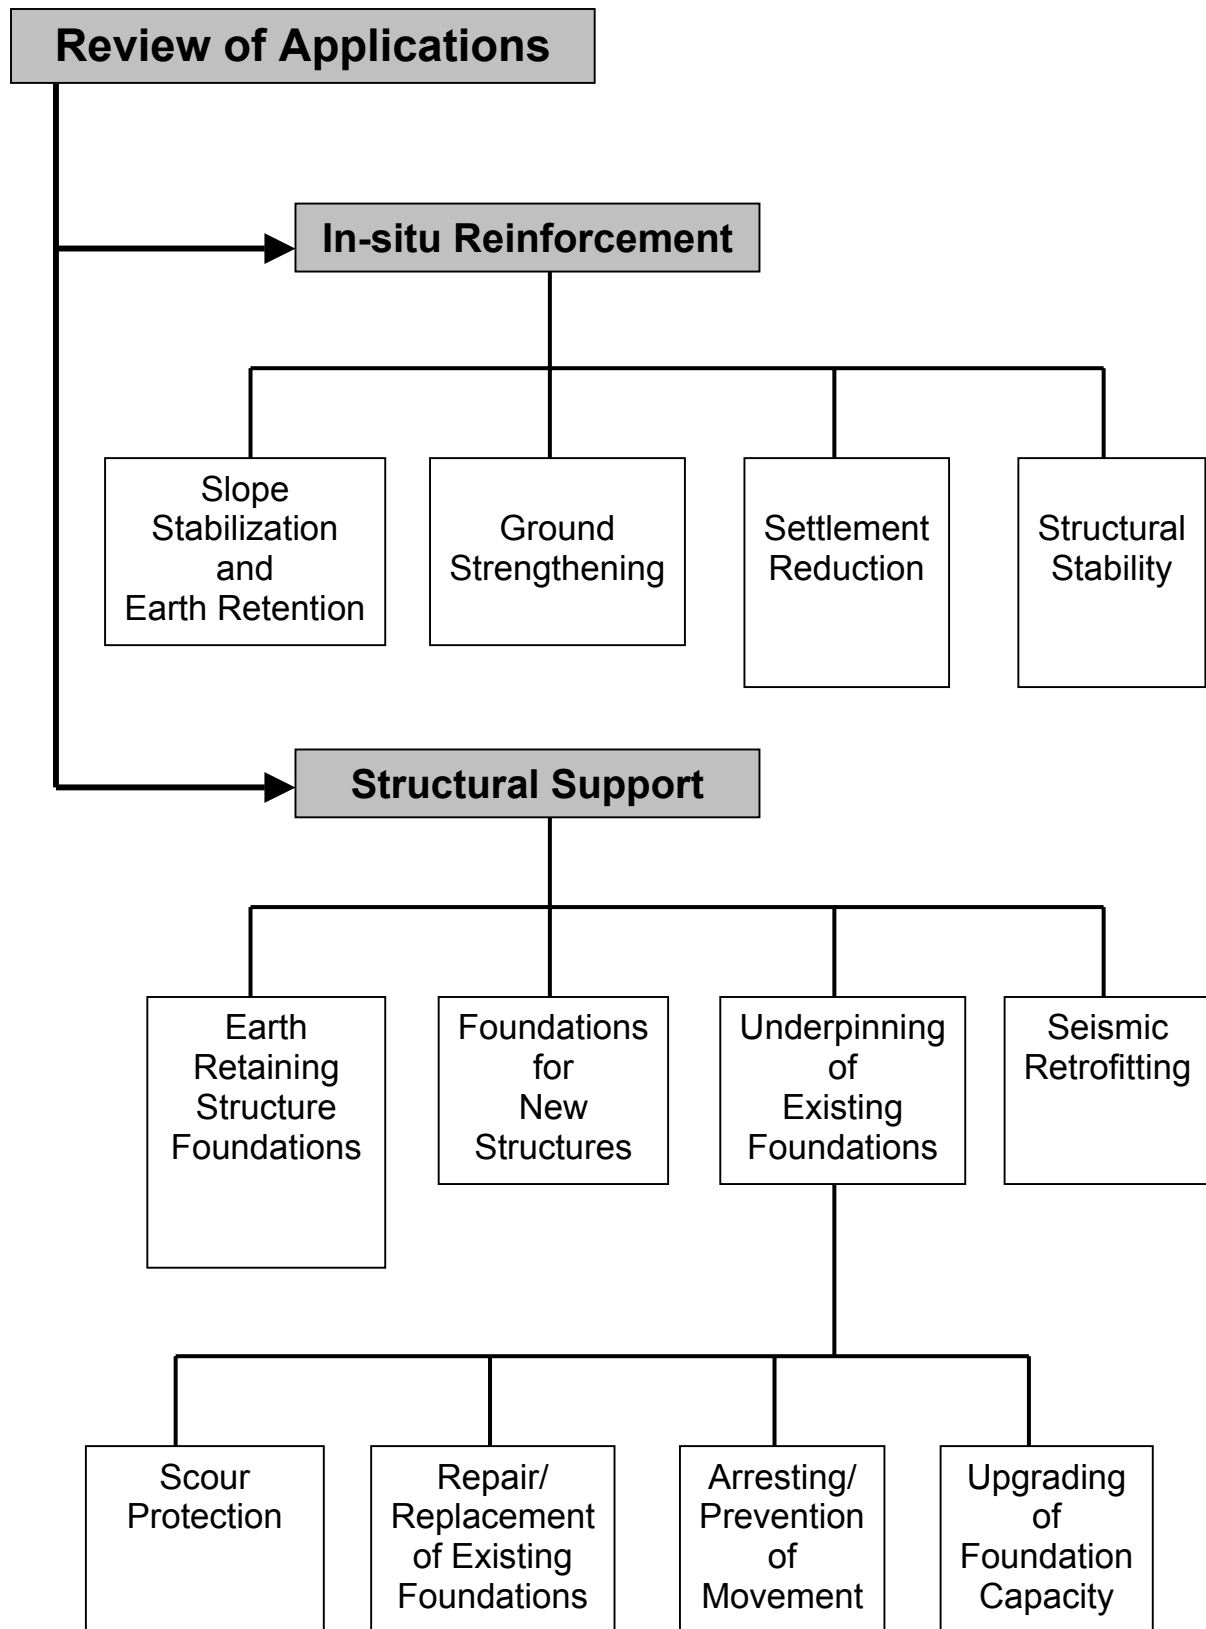 Review of Applications
In-situ Reinforcement
Slope
Stabilization
and
Earth Retention
Ground
Strengthening
Settlement
Reduction
Structural
Stability
Structural Support
Earth
Retaining
Structure
Foundations
Foundations
for
New
Structures
Underpinning
of
Existing
Foundations
Seismic
Retrofitting
Scour
Protection
Repair/
Replacement
of Existing
Foundations
Arresting/
Prevention
of
Movement
Upgrading
of
Foundation
Capacity